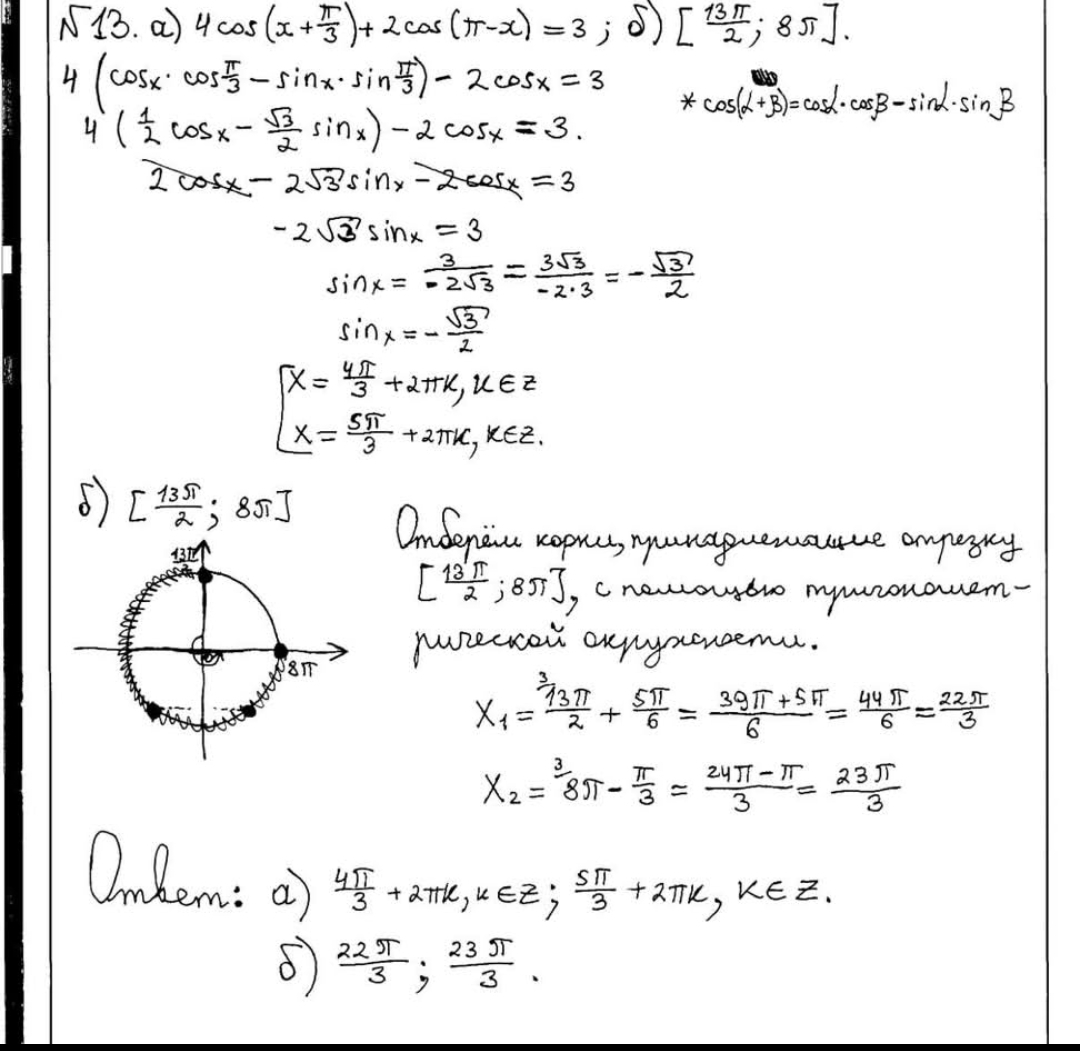 №13. а) 4cos(x+π/3)+2cos(π-x)=3; б) [13π/2; 8π].
4(cosx·cosπ/3-sinx·sinπ/3)-2cosx=3
*cos(α+β)=cosα·cosβ-sinα·sinβ
4(1/2cosx-√3/2 sinx)-2cosx=3.
2cosx-2√3sinx-2cosx=3
-2√3sinx=3
sinx=3/-2√3=3√3/-2·3=-√3/2
sinx=-√3/2
[x=4π/3+2πk, k∈Z
x=5π/3+2πk, k∈Z.
б) [13π/2; 8π]
13π/2
8π
Отберём корни, принадлежащие отрезку
[13π/2; 8π], с помощью тригономет-
рической окружности.
x₁=³⁄13π/2+5π/6=39π+5π/6=44π/6=22π/3
x₂=³⁄8π-π/3=24π-π/3=23π/3
Ответ: а) 4π/3+2πk, k∈Z; 5π/3+2πk, k∈Z.
б) 22π/3; 23π/3.